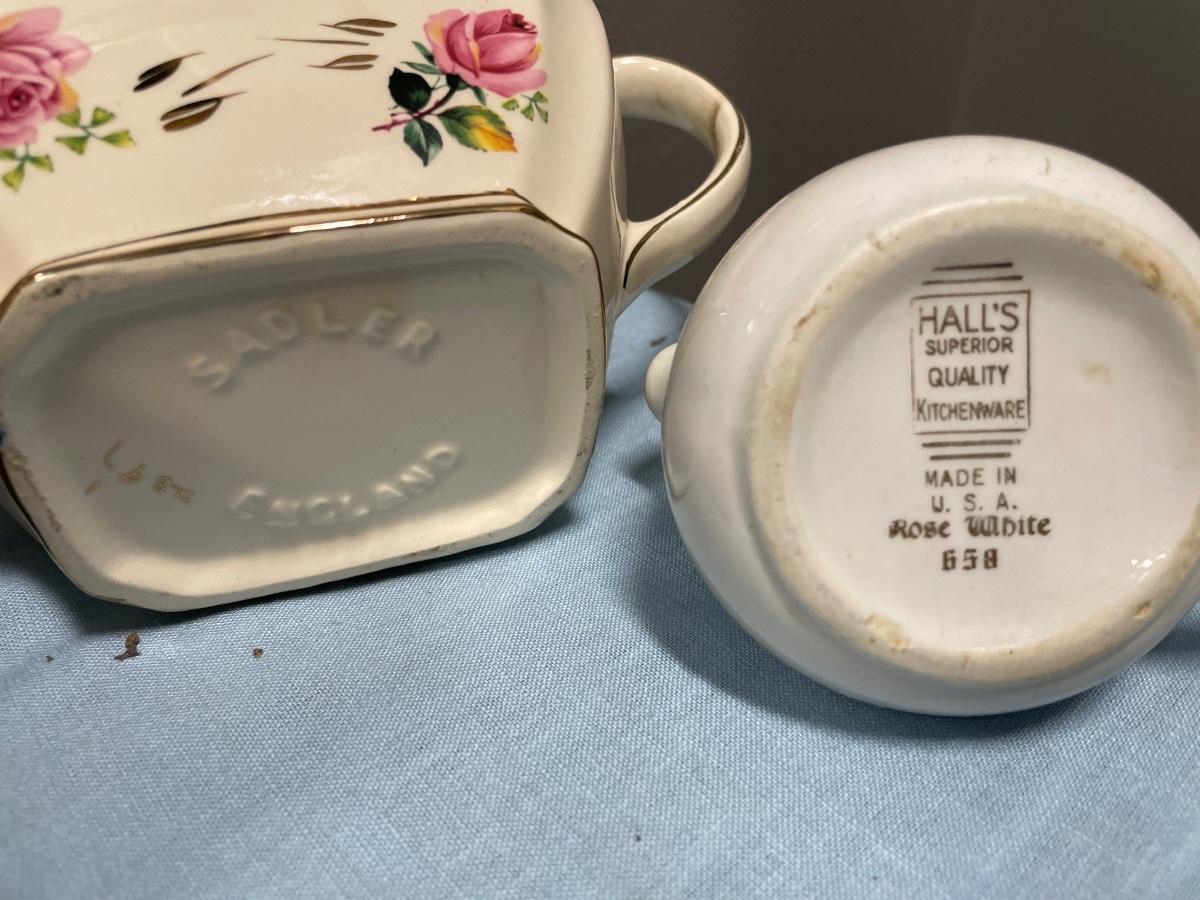 SADLER
ENGLAND
HALL'S
SUPERIOR
QUALITY
KITCHENWARE
MADE IN
U. S. A.
Rose White
658